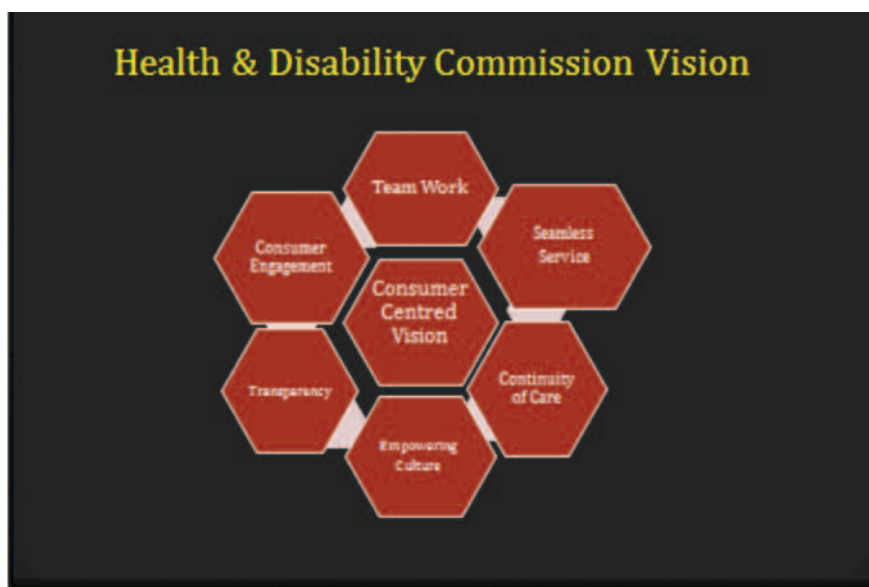 Health & Disability Commission Vision
Team Work
Seamless
Service
Consumer
Engagement
Consumer
Centred
Vision
Continuity
of Care
Transparency
Empowering
Culture